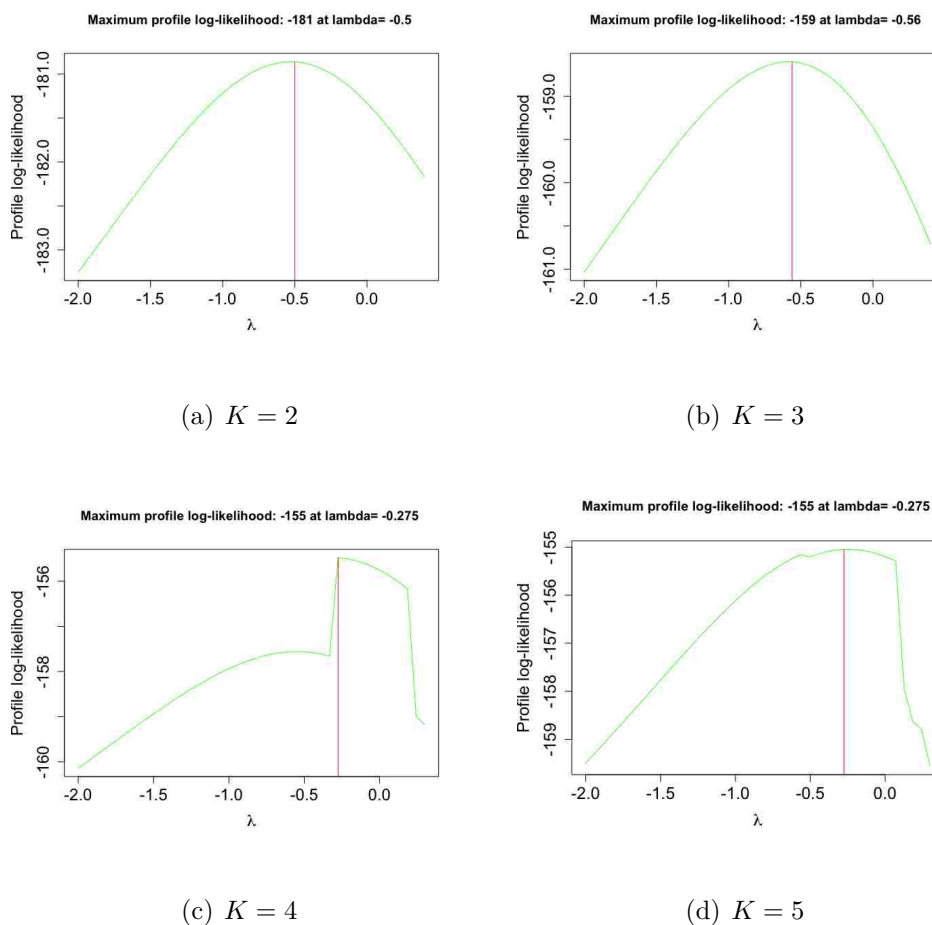 Maximum profile log-likelihood: -181 at lambda= -0.5
Profile log-likelihood
-181.0
-182.0
-183.0
-2.0 -1.5 -1.0 -0.5 0.0
λ
(a) K = 2
Maximum profile log-likelihood: -159 at lambda= -0.56
Profile log-likelihood
-159.0
-160.0
-161.0
-2.0 -1.5 -1.0 -0.5 0.0
λ
(b) K = 3
Maximum profile log-likelihood: -155 at lambda= -0.275
Profile log-likelihood
-156
-158
-160
-2.0 -1.5 -1.0 -0.5 0.0
λ
(c) K = 4
Maximum profile log-likelihood: -155 at lambda= -0.275
Profile log-likelihood
-155
-156
-157
-158
-159
-2.0 -1.5 -1.0 -0.5 0.0
λ
(d) K = 5